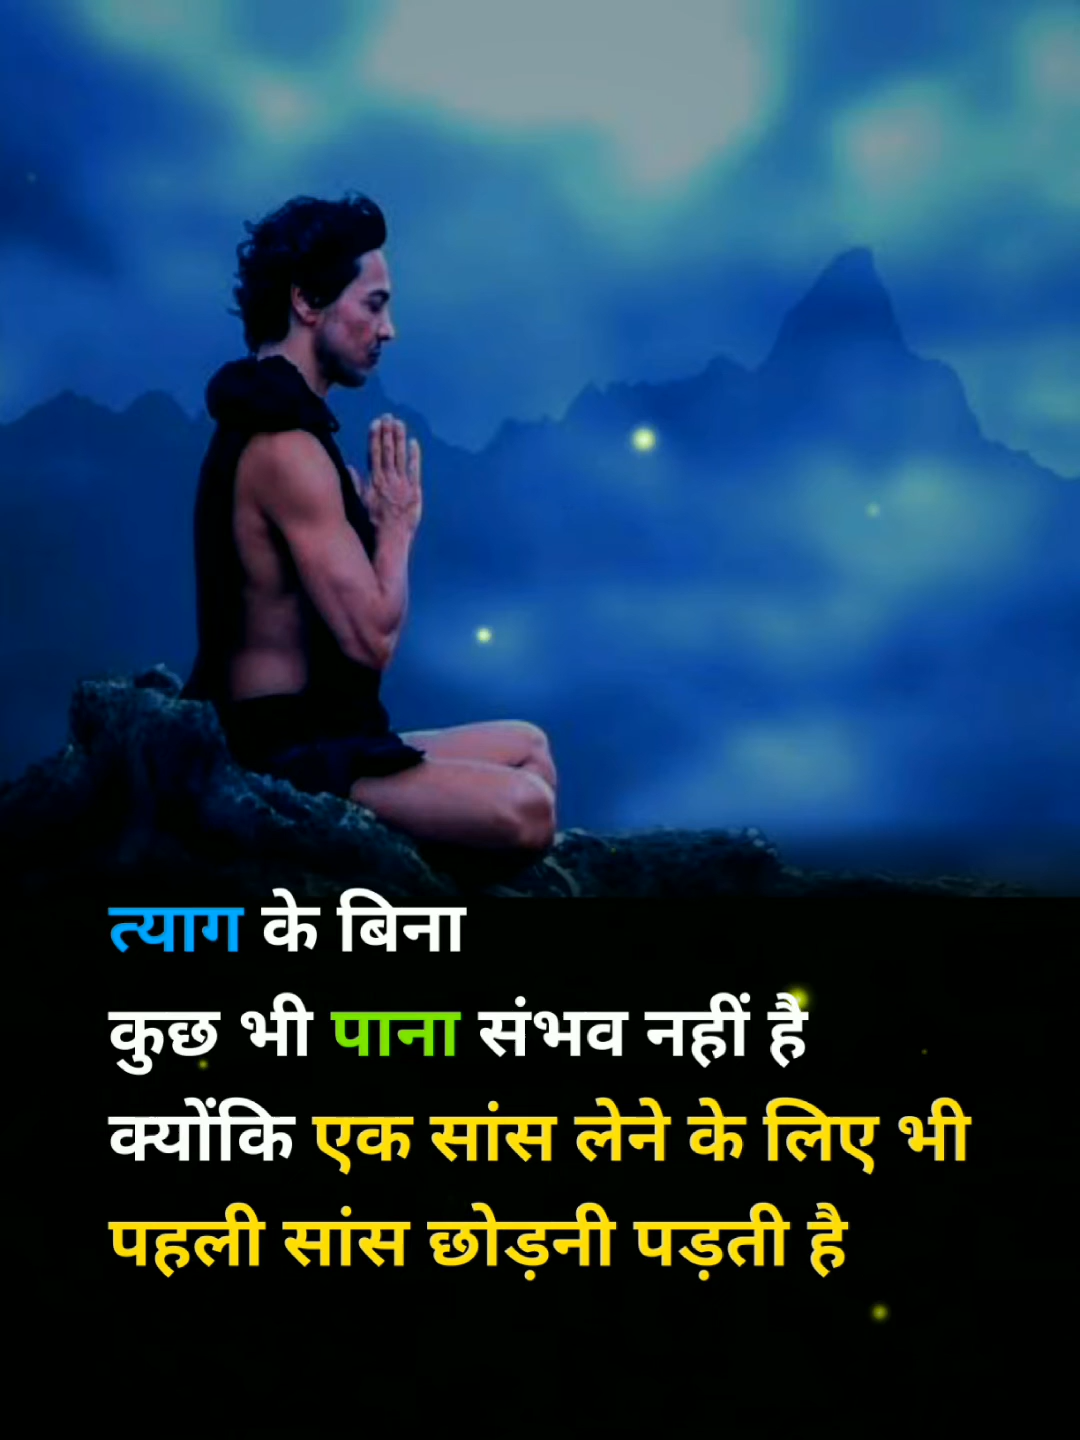 त्याग के बिना
कुछ भी पाना संभव नहीं है
क्योंकि एक सांस लेने के लिए भी
पहली सांस छोड़नी पड़ती है